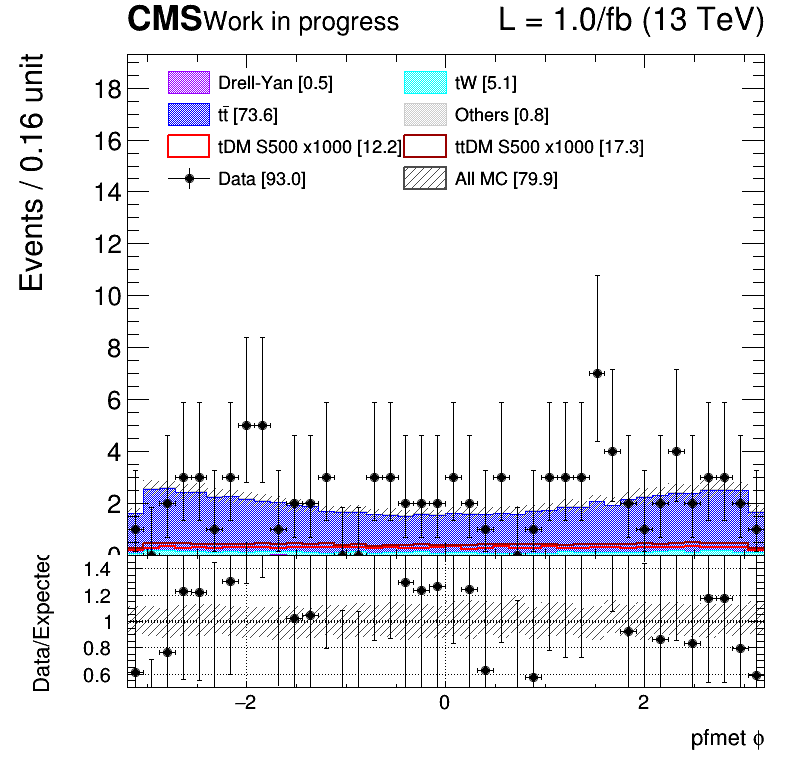 CMS Work in progress L = 1.0/fb (13 TeV)
Events / 0.16 unit
Drell-Yan [0.5] tW [5.1]
tt̄ [73.6] Others [0.8]
tDM S500 x1000 [12.2] ttDM S500 x1000 [17.3]
Data [93.0] All MC [79.9]
18
16
14
12
10
8
6
4
2
0
Data/Expected
1.4
1.2
1
0.8
0.6
−2 0 2
pfmet ϕ